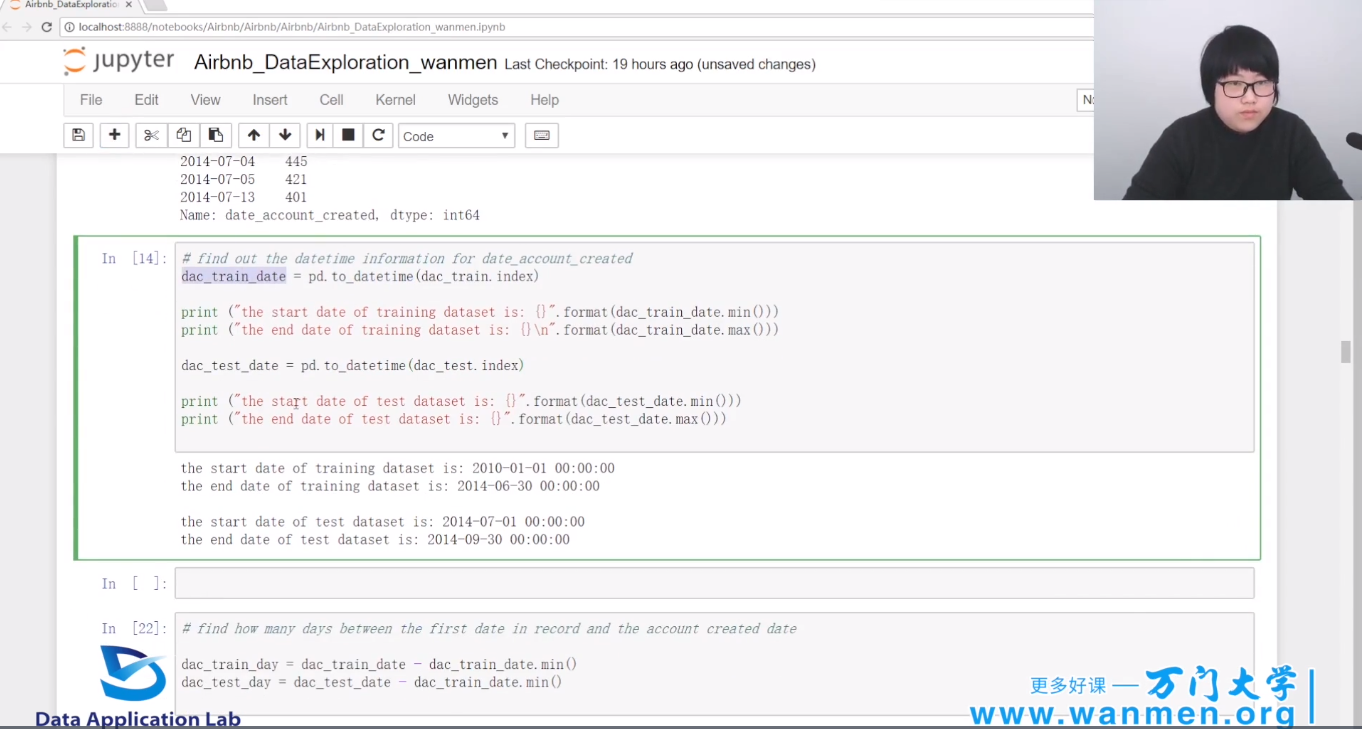 Airbnb_DataExploratio
localhost:8888/notebooks/Airbnb/Airbnb/Airbnb/Airbnb_DataExploration_wanmen.ipynb
jupyter Airbnb_DataExploration_wanmen Last Checkpoint: 19 hours ago (unsaved changes)
File Edit View Insert Cell Kernel Widgets Help
Code
2014-07-04 445
2014-07-05 421
2014-07-13 401
Name: date_account_created, dtype: int64
In [14]: # find out the datetime information for date_account_created
dac_train_date = pd.to_datetime(dac_train.index)
print ("the start date of training dataset is: {}".format(dac_train_date.min()))
print ("the end date of training dataset is: {}\n".format(dac_train_date.max()))
dac_test_date = pd.to_datetime(dac_test.index)
print ("the start date of test dataset is: {}".format(dac_test_date.min()))
print ("the end date of test dataset is: {}".format(dac_test_date.max()))
the start date of training dataset is: 2010-01-01 00:00:00
the end date of training dataset is: 2014-06-30 00:00:00
the start date of test dataset is: 2014-07-01 00:00:00
the end date of test dataset is: 2014-09-30 00:00:00
In [ ]:
In [22]: # find how many days between the first date in record and the account created date
dac_train_day = dac_train_date - dac_train_date.min()
dac_test_day = dac_test_date - dac_train_date.min()
Data Application Lab
更多好课 — 万门大学
www.wanmen.org